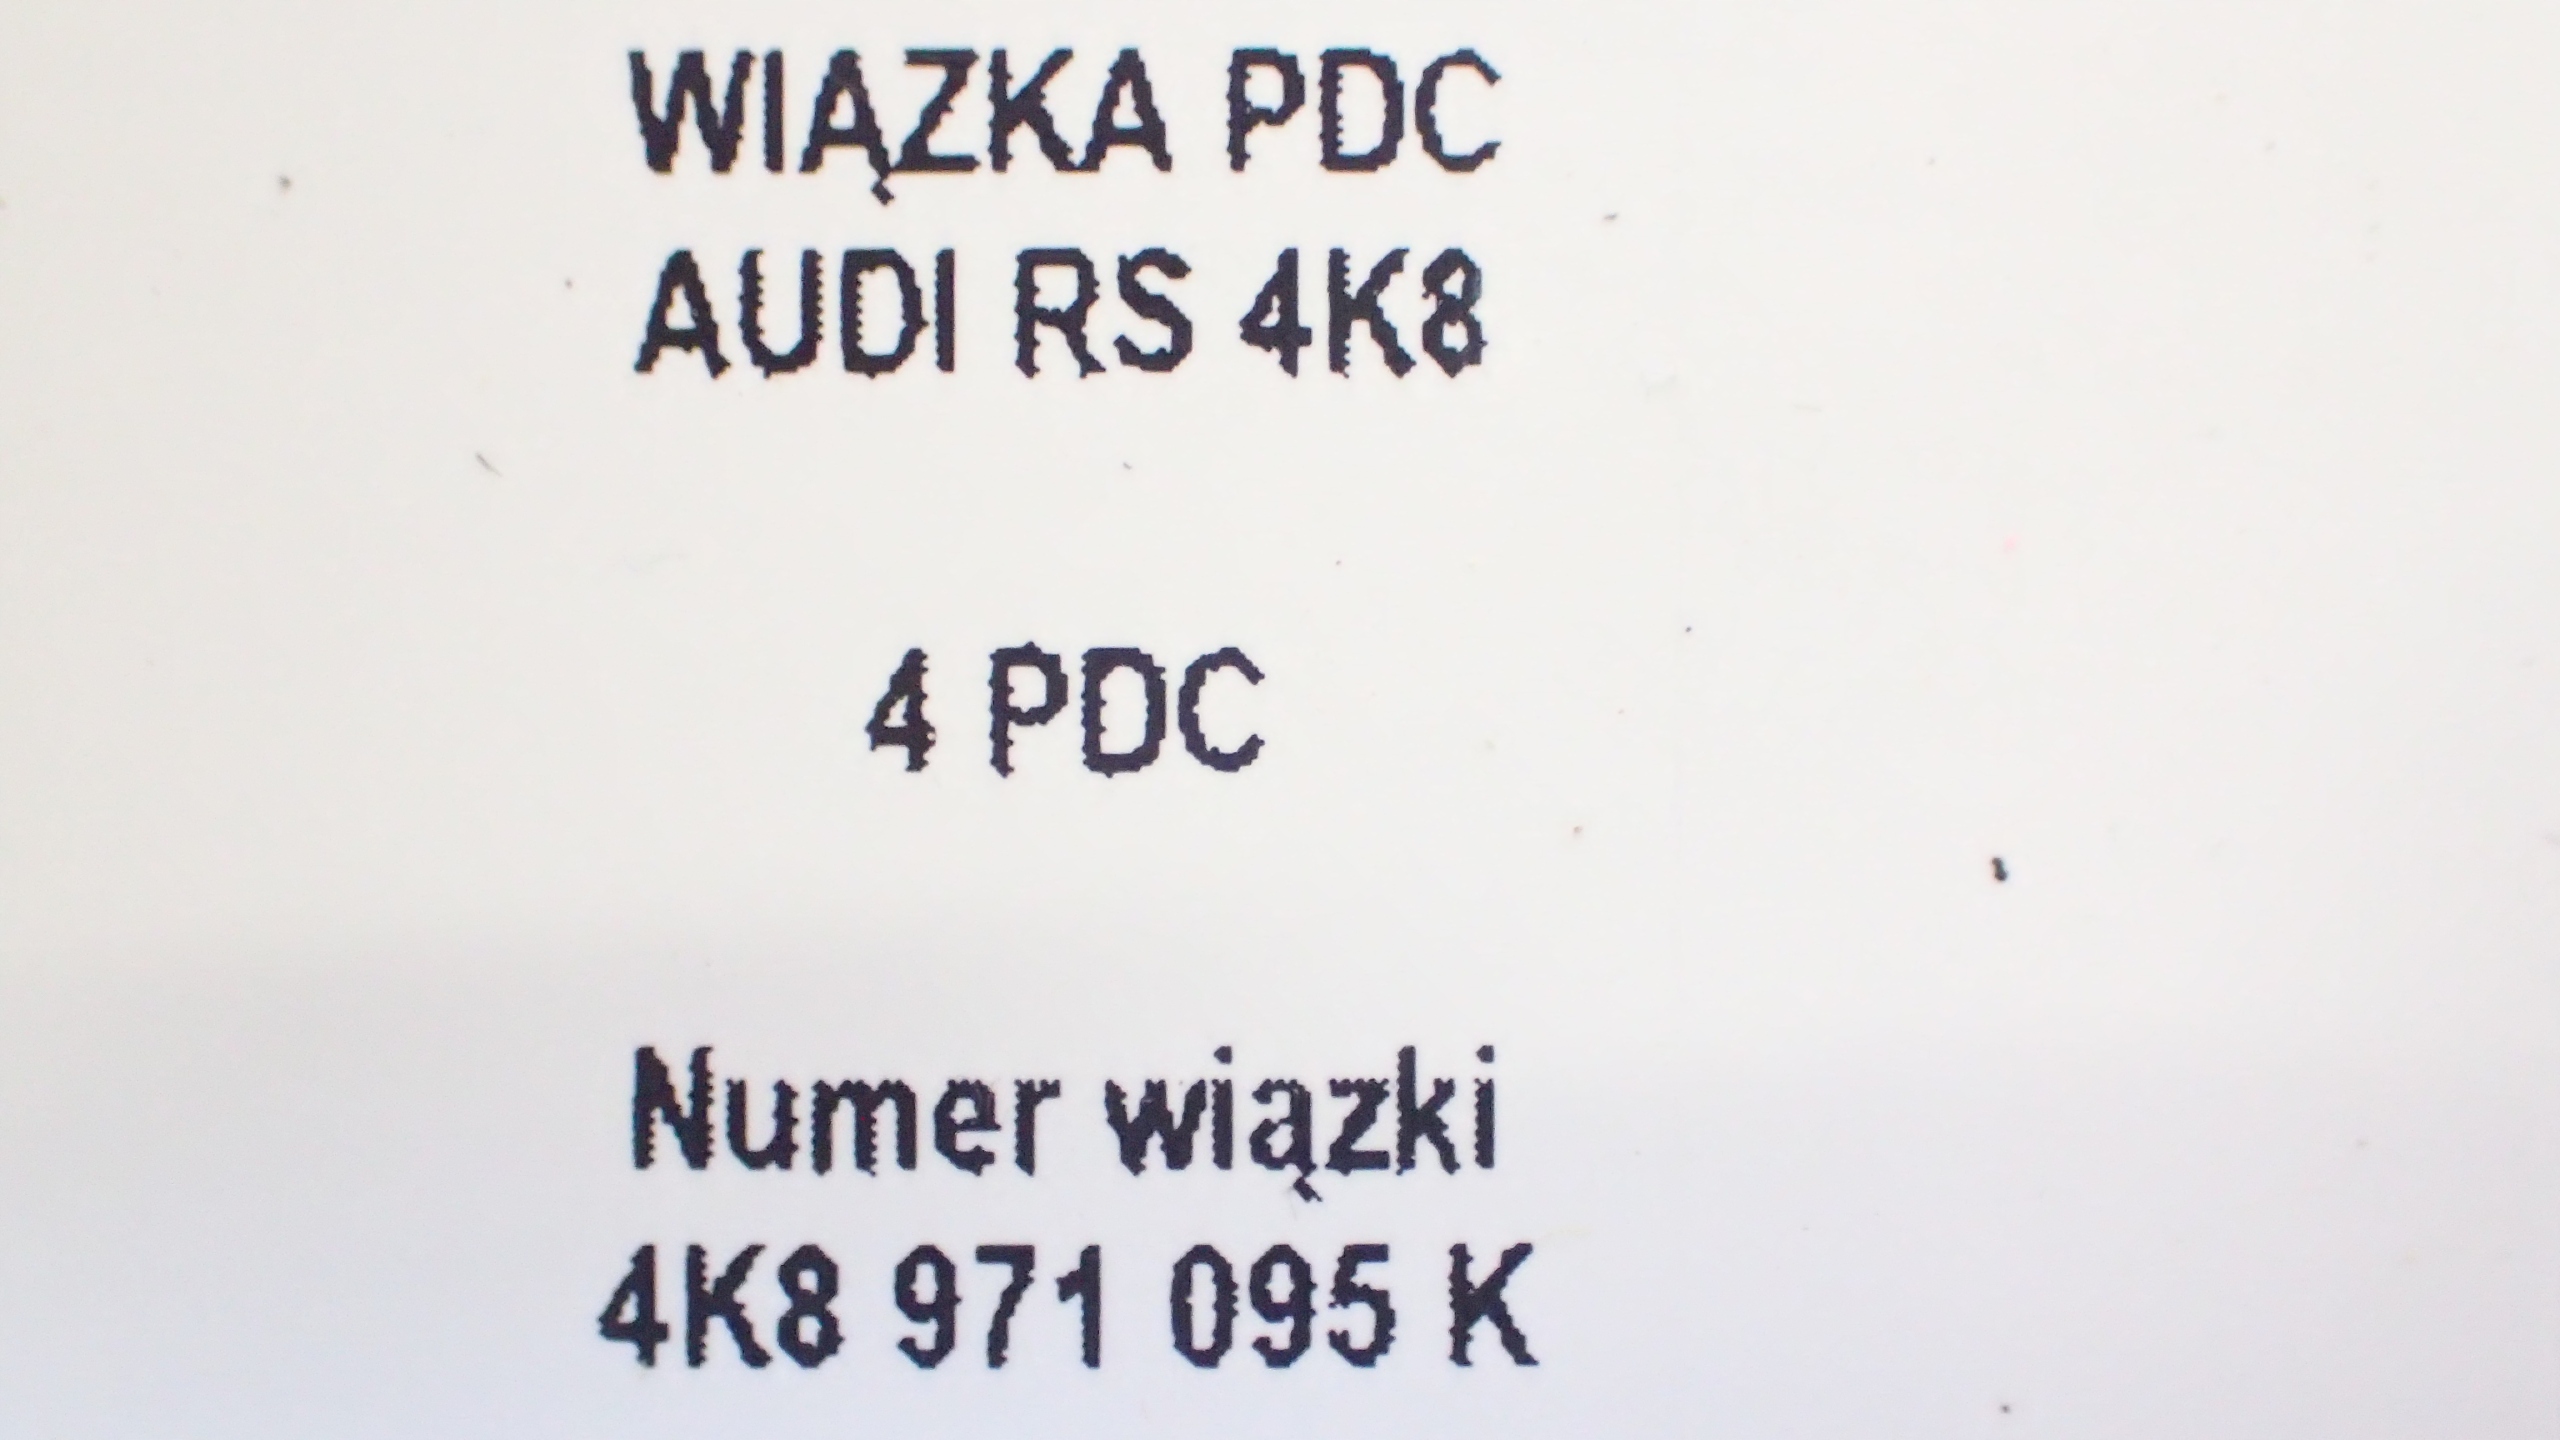 WIĄZKA PDC
AUDI RS 4K8
4 PDC
Numer wiązki
4K8 971 095 K